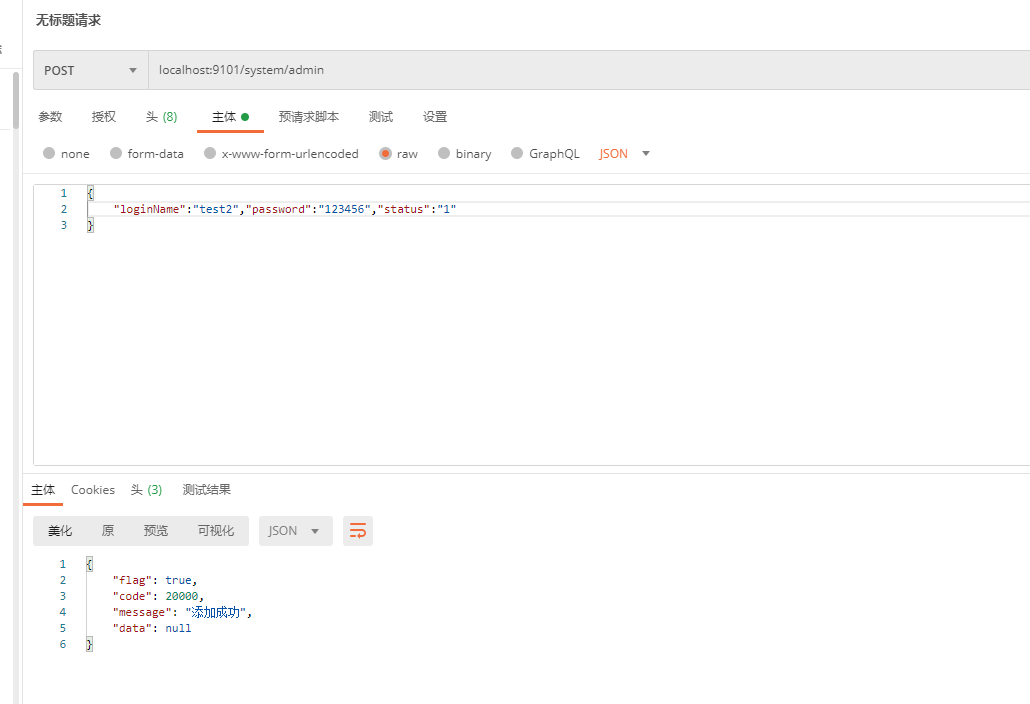 无标题请求
POST localhost:9101/system/admin
参数 授权 头 (8) 主体 预请求脚本 测试 设置
none form-data x-www-form-urlencoded raw binary GraphQL JSON
1 {
2 "loginName":"test2","password":"123456","status":"1"
3 }
主体 Cookies 头 (3) 测试结果
美化 原 预览 可视化 JSON
1 {
2 "flag": true,
3 "code": 20000,
4 "message": "添加成功",
5 "data": null
6 }